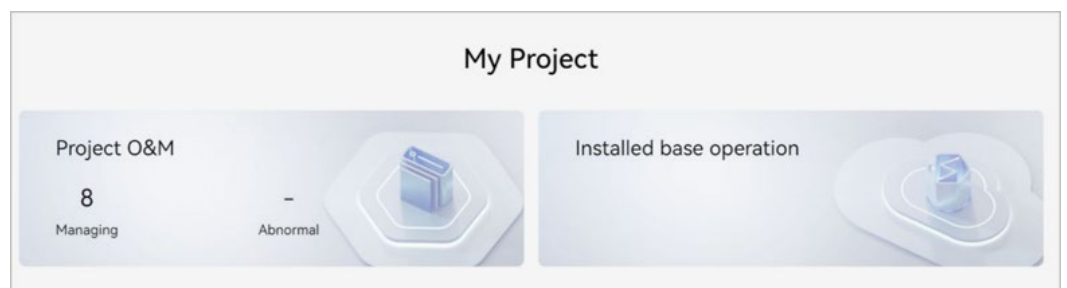 My Project
Project O&M
8
-
Managing
Abnormal
Installed base operation